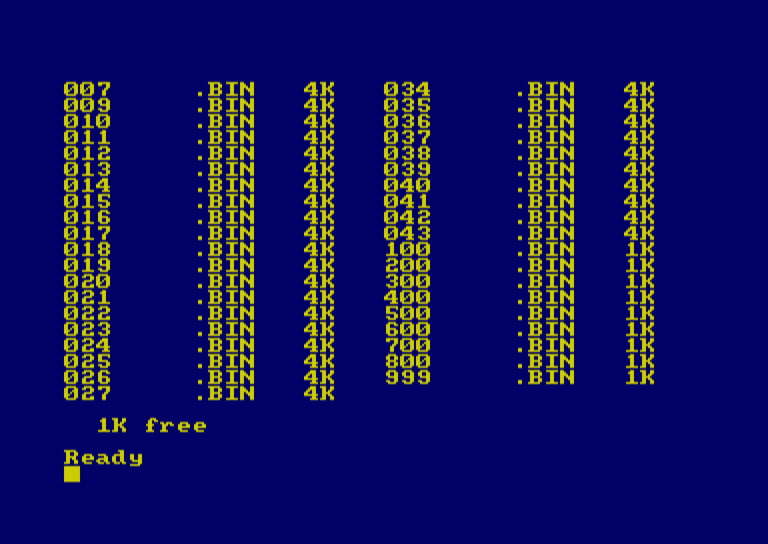 007 .BIN 4K 034 .BIN 4K
009 .BIN 4K 035 .BIN 4K
010 .BIN 4K 036 .BIN 4K
011 .BIN 4K 037 .BIN 4K
012 .BIN 4K 038 .BIN 4K
013 .BIN 4K 039 .BIN 4K
014 .BIN 4K 040 .BIN 4K
015 .BIN 4K 041 .BIN 4K
016 .BIN 4K 042 .BIN 4K
017 .BIN 4K 043 .BIN 4K
018 .BIN 4K 100 .BIN 1K
019 .BIN 4K 200 .BIN 1K
020 .BIN 4K 300 .BIN 1K
021 .BIN 4K 400 .BIN 1K
022 .BIN 4K 500 .BIN 1K
023 .BIN 4K 600 .BIN 1K
024 .BIN 4K 700 .BIN 1K
025 .BIN 4K 800 .BIN 1K
026 .BIN 4K 999 .BIN 1K
027 .BIN 4K
1K free
Ready